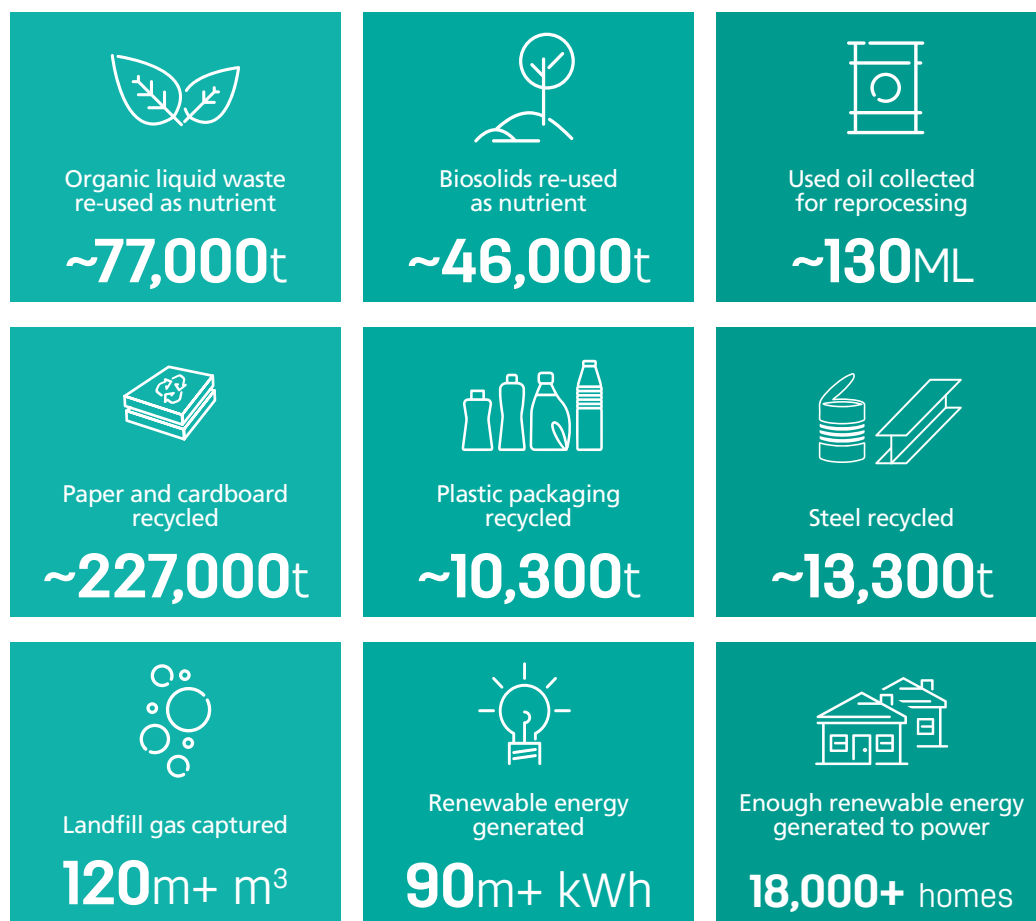 Organic liquid waste
re-used as nutrient
~77,000t
Biosolids re-used
as nutrient
~46,000t
Used oil collected
for reprocessing
~130ML
Paper and cardboard
recycled
~227,000t
Plastic packaging
recycled
~10,300t
Steel recycled
~13,300t
Landfill gas captured
120m+ m³
Renewable energy
generated
90m+ kWh
Enough renewable energy
generated to power
18,000+ homes